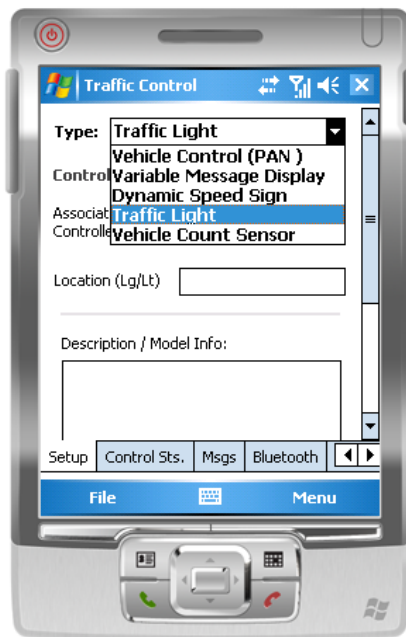 Traffic Control
Type: Traffic Light
Vehicle Control (PAN )
Control
Variable Message Display
Dynamic Speed Sign
Associat
Traffic Light
Controlle
Vehicle Count Sensor
Location (Lg/Lt)
Description / Model Info:
Setup Control Sts. Msgs Bluetooth
File Menu